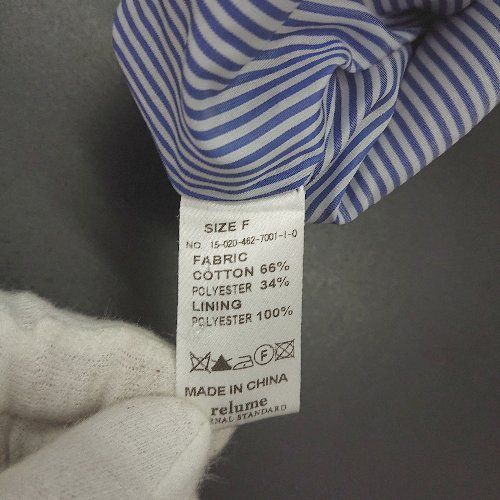 SIZE F
NO. 15-020-462-7001-1-0
FABRIC
COTTON 66%
POLYESTER 34%
LINING
POLYESTER 100%
F
MADE IN CHINA
relume
STANDARD